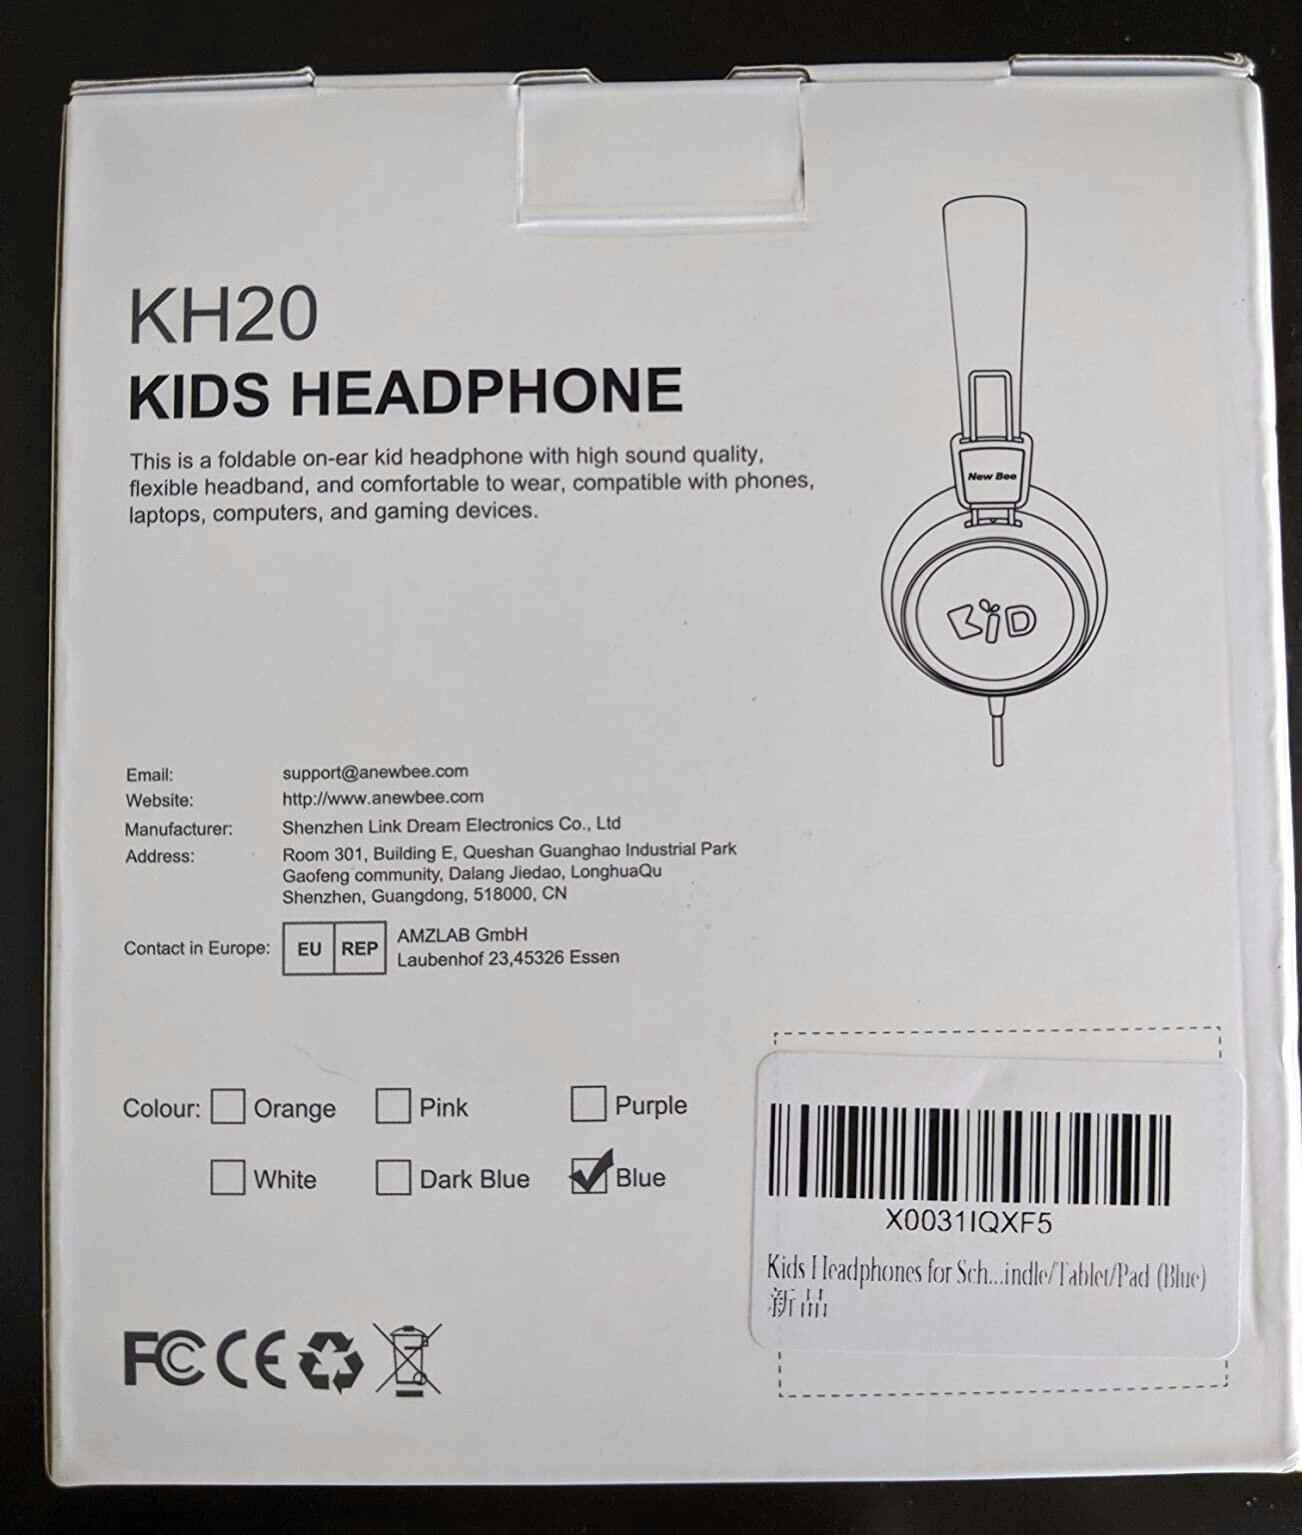 KH20
KIDS HEADPHONE
This is a foldable on-ear kid headphone with high sound quality,
flexible headband, and comfortable to wear, compatible with phones,
laptops, computers, and gaming devices.
New Bee
KiD
Email: support@anewbee.com
Website: http://www.anewbee.com
Manufacturer: Shenzhen Link Dream Electronics Co., Ltd
Address: Room 301, Building E, Queshan Guanghao Industrial Park
Gaofeng community, Dalang Jiedao, LonghuaQu
Shenzhen, Guangdong, 518000, CN
Contact in Europe: EU REP AMZLAB GmbH
Laubenhof 23,45326 Essen
Colour: Orange Pink Purple
White Dark Blue Blue
X0031IQXF5
Kids Headphones for Sch...indle/Tablet/Pad (Blue)
新品
FC CE